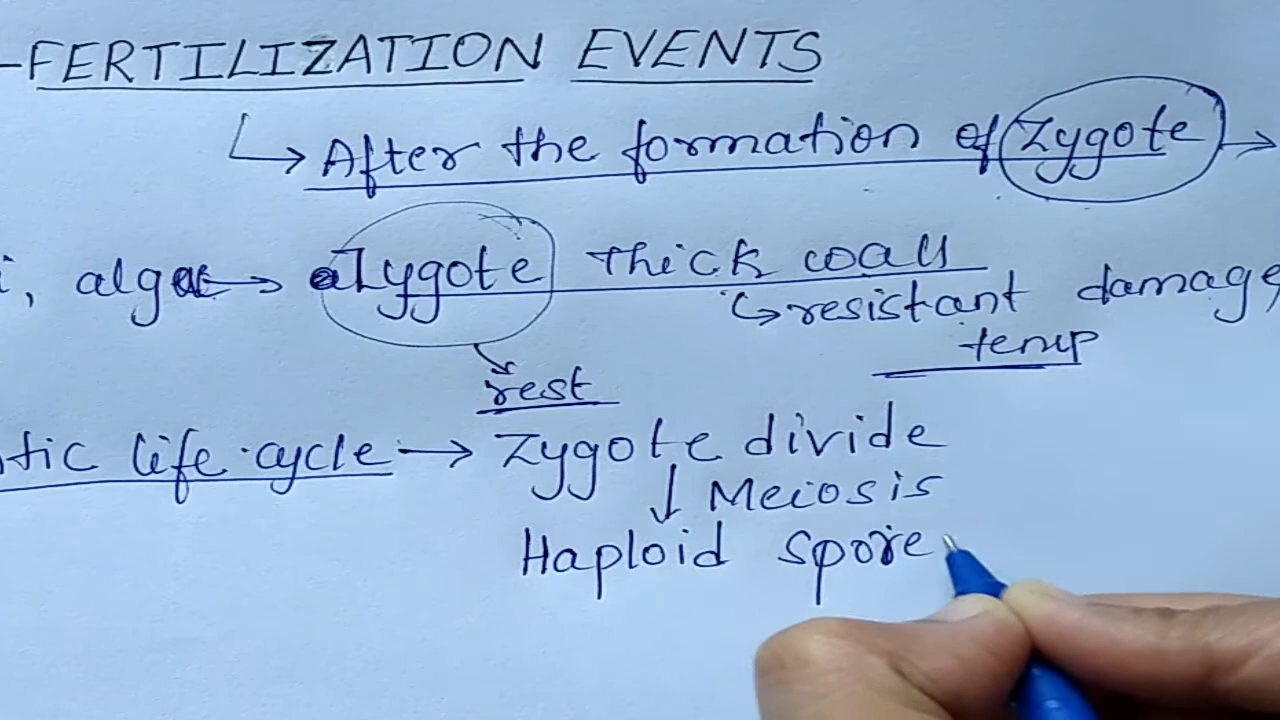 -FERTILIZATION EVENTS
↳ After the formation of Zygote →
i, algae → Zygote thick coall
↳ resistant damage
temp
rest
tic life cycle → Zygote divide
↓ Meiosis
Haploid spore